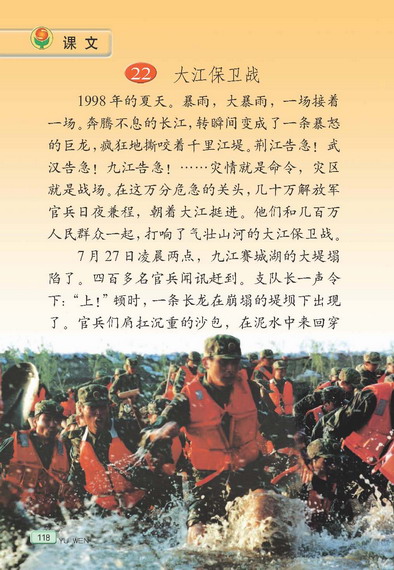 课文
22 大江保卫战
1998年的夏天。暴雨，大暴雨，一场接着
一场。奔腾不息的长江，转瞬间变成了一条暴怒
的巨龙，疯狂地撕咬着千里江堤。荆江告急！武
汉告急！九江告急！……灾情就是命令，灾区
就是战场。在这万分危急的关头，几十万解放军
官兵日夜兼程，朝着大江挺进。他们和几百万
人民群众一起，打响了气壮山河的大江保卫战。
7月27日凌晨两点，九江赛城湖的大堤塌
陷了。四百多名官兵闻讯赶到。支队长一声令
下：“上！”顿时，一条长龙在崩塌的堤坝下出现
了。官兵们肩扛沉重的沙包，在泥水中来回穿
118 YU WEN